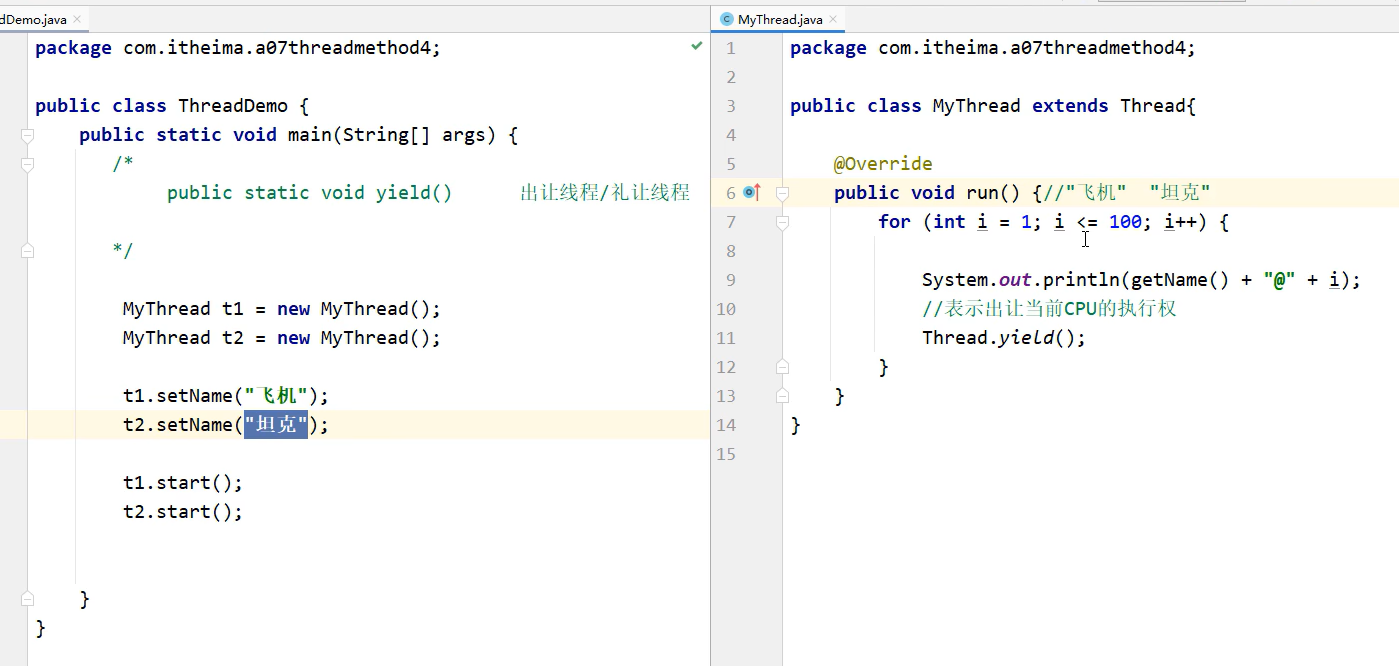 dDemo.java
package com.itheima.a07threadmethod4;
public class ThreadDemo {
public static void main(String[] args) {
/*
public static void yield() 出让线程/礼让线程
*/
MyThread t1 = new MyThread();
MyThread t2 = new MyThread();
t1.setName("飞机");
t2.setName("坦克");
t1.start();
t2.start();
}
}
MyThread.java
1 package com.itheima.a07threadmethod4;
2
3 public class MyThread extends Thread{
4
5 @Override
6 public void run() {//"飞机" "坦克"
7 for (int i = 1; i <= 100; i++) {
8
9 System.out.println(getName() + "@" + i);
10 //表示出让当前CPU的执行权
11 Thread.yield();
12 }
13 }
14 }
15